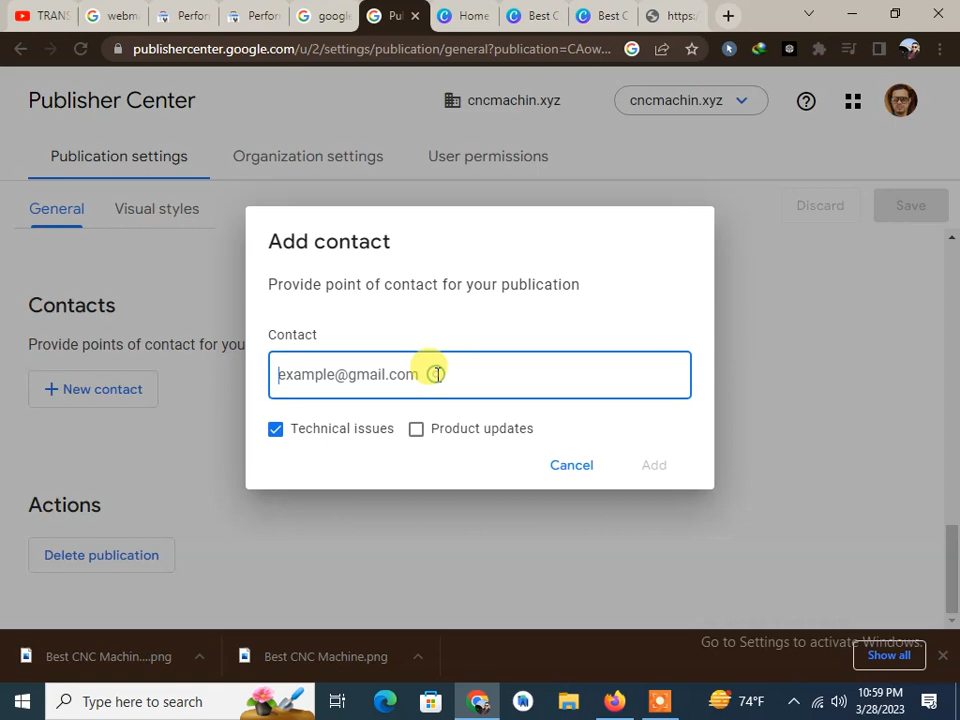 TRANS
webm
Perforn
Perfor
google
Pu
Home
Best C
Best C
https:
publishercenter.google.com/u/2/settings/publication/general?publication=CAow...
Publisher Center
cncmachin.xyz
cncmachin.xyz
Publication settings
Organization settings
User permissions
General
Visual styles
Discard
Save
Add contact
Provide point of contact for your publication
Contacts
Provide points of contact for you
New contact
Contact
example@gmail.com
Technical issues
Product updates
Cancel
Add
Actions
Delete publication
Go to Settings to activate Windows.
Best CNC Machin....png
Best CNC Machine.png
Show all
Type here to search
74°F
10:59 PM
3/28/2023